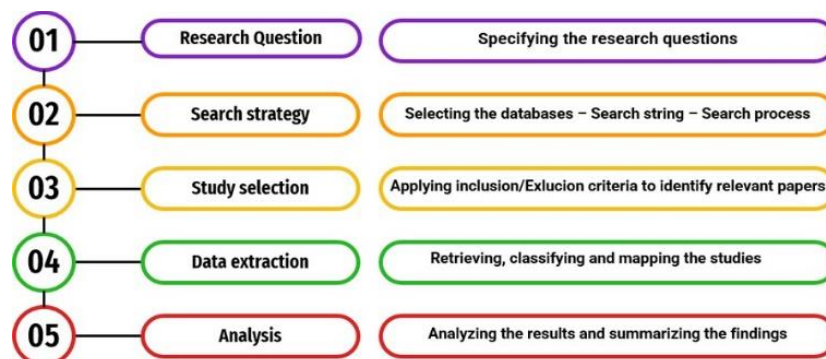 01 Research Question Specifying the research questions
02 Search strategy Selecting the databases – Search string – Search process
03 Study selection Applying inclusion/Exlucion criteria to identify relevant papers
04 Data extraction Retrieving, classifying and mapping the studies
05 Analysis Analyzing the results and summarizing the findings